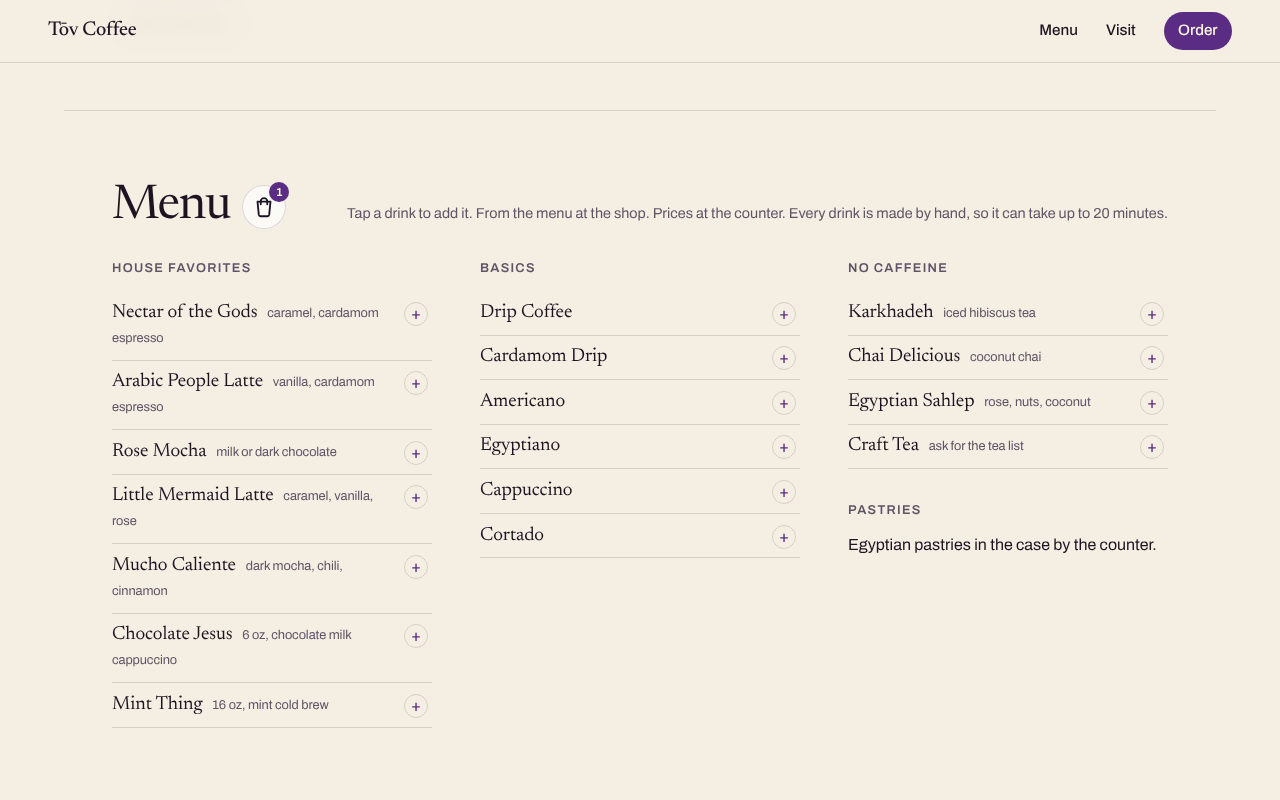 Tōv Coffee
Menu
Visit
Order
Menu
1
Tap a drink to add it. From the menu at the shop. Prices at the counter. Every drink is made by hand, so it can take up to 20 minutes.
HOUSE FAVORITES
Nectar of the Gods caramel, cardamom
espresso
+
Arabic People Latte vanilla, cardamom
espresso
+
Rose Mocha milk or dark chocolate
+
Little Mermaid Latte caramel, vanilla,
rose
+
Mucho Caliente dark mocha, chili,
cinnamon
+
Chocolate Jesus 6 oz, chocolate milk
cappuccino
+
Mint Thing 16 oz, mint cold brew
+
BASICS
Drip Coffee
+
Cardamom Drip
+
Americano
+
Egyptiano
+
Cappuccino
+
Cortado
+
NO CAFFEINE
Karkhadeh iced hibiscus tea
+
Chai Delicious coconut chai
+
Egyptian Sahlep rose, nuts, coconut
+
Craft Tea ask for the tea list
+
PASTRIES
Egyptian pastries in the case by the counter.